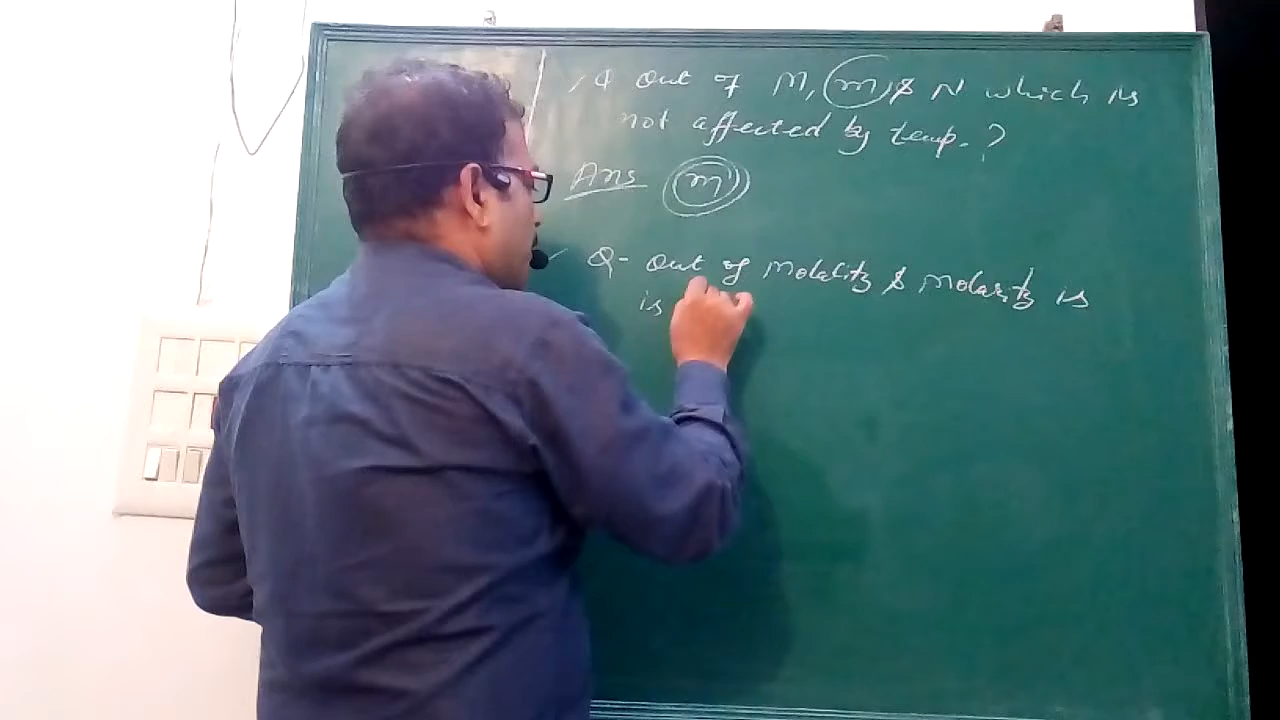 Q Out of M, m, & N which is
not affected by temp.?
Ans m
Q- Out of Molality & Molarity is
is